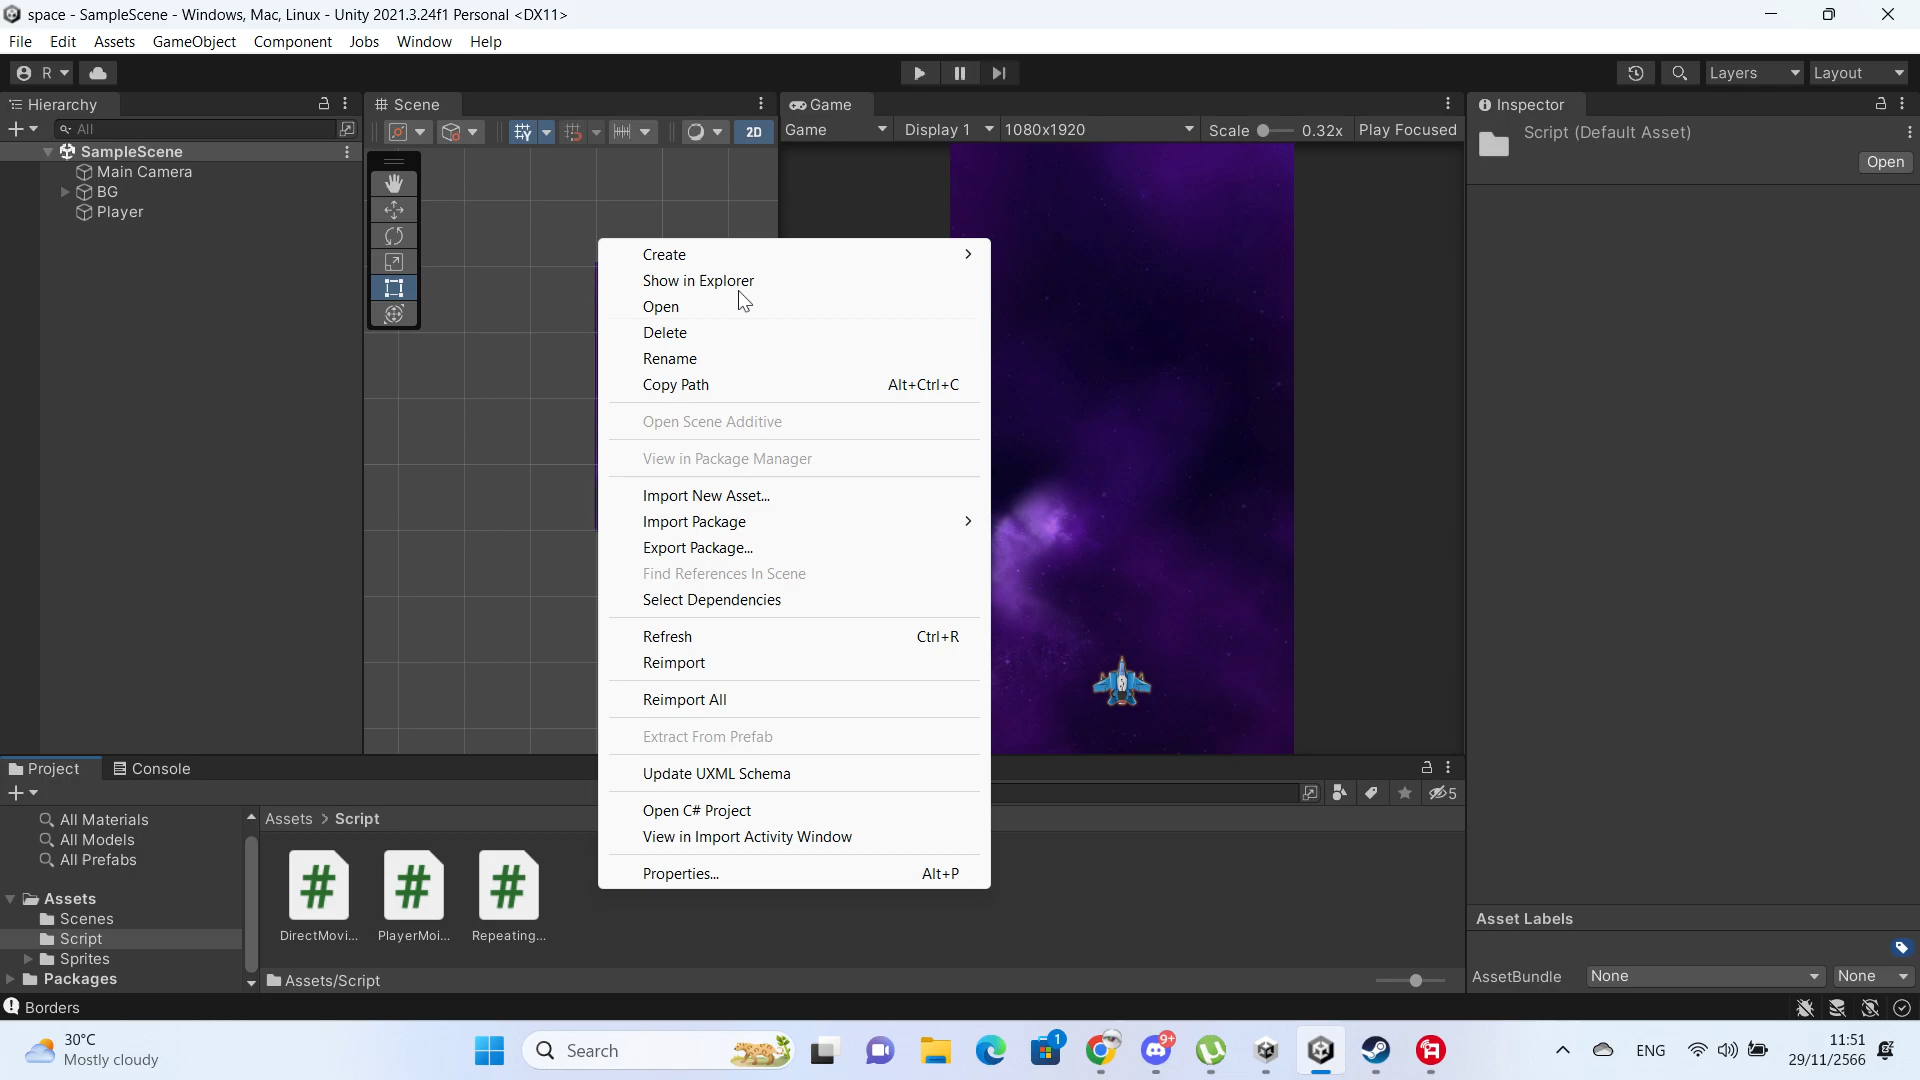 space - SampleScene - Windows, Mac, Linux - Unity 2021.3.24f1 Personal <DX11>
File Edit Assets GameObject Component Jobs Window Help
R Layers Layout
Hierarchy
All
SampleScene
Main Camera
BG
Player
Scene
2D
Game
Game Display 1 1080x1920 Scale 0.32x Play Focused
Inspector
Script (Default Asset)
Open
Create
Show in Explorer
Open
Delete
Rename
Copy Path Alt+Ctrl+C
Open Scene Additive
View in Package Manager
Import New Asset...
Import Package
Export Package...
Find References In Scene
Select Dependencies
Refresh Ctrl+R
Reimport
Reimport All
Extract From Prefab
Update UXML Schema
Open C# Project
View in Import Activity Window
Properties... Alt+P
Project Console
5
All Materials
All Models
All Prefabs
Assets
Scenes
Script
Sprites
Packages
Assets > Script
# # #
DirectMovi... PlayerMoi... Repeating...
Assets/Script
Asset Labels
AssetBundle None None
Borders
30°C
Mostly cloudy
Search
1
9+
ENG
11:51
29/11/2566